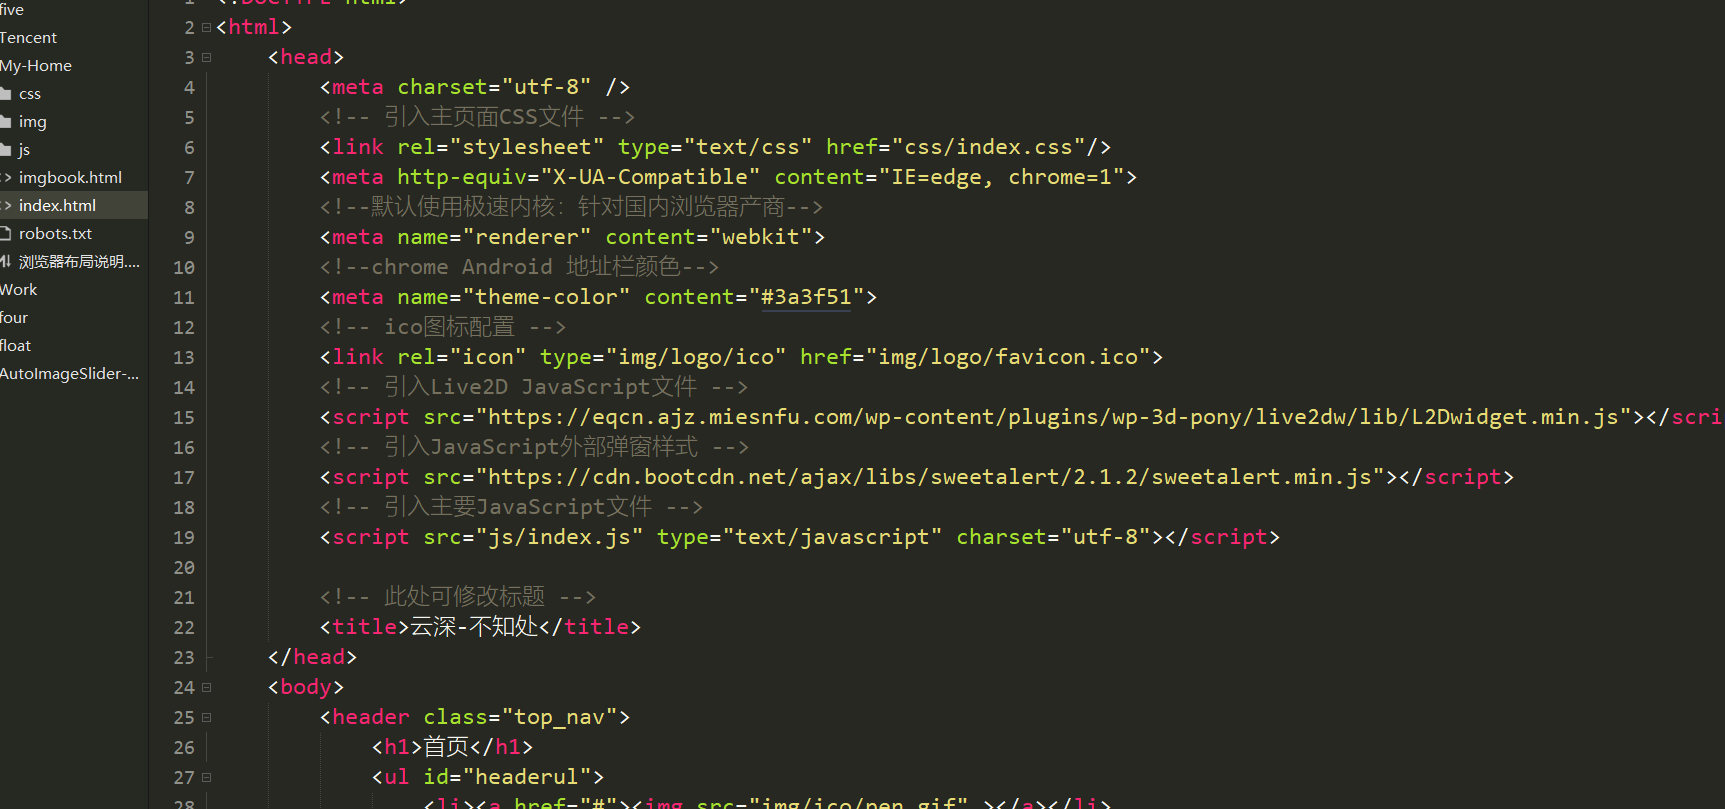 five
Tencent
My-Home
css
img
js
imgbook.html
index.html
robots.txt
浏览器布局说明....
Work
four
float
AutoImageSlider-...
1 <!DOCTYPE html>
2 <html>
3 <head>
4 <meta charset="utf-8" />
5 <!-- 引入主页面CSS文件 -->
6 <link rel="stylesheet" type="text/css" href="css/index.css"/>
7 <meta http-equiv="X-UA-Compatible" content="IE=edge, chrome=1">
8 <!--默认使用极速内核：针对国内浏览器产商-->
9 <meta name="renderer" content="webkit">
10 <!--chrome Android 地址栏颜色-->
11 <meta name="theme-color" content="#3a3f51">
12 <!-- ico图标配置 -->
13 <link rel="icon" type="img/logo/ico" href="img/logo/favicon.ico">
14 <!-- 引入Live2D JavaScript文件 -->
15 <script src="https://eqcn.ajz.miesnfu.com/wp-content/plugins/wp-3d-pony/live2dw/lib/L2Dwidget.min.js"></scri
16 <!-- 引入JavaScript外部弹窗样式 -->
17 <script src="https://cdn.bootcdn.net/ajax/libs/sweetalert/2.1.2/sweetalert.min.js"></script>
18 <!-- 引入主要JavaScript文件 -->
19 <script src="js/index.js" type="text/javascript" charset="utf-8"></script>
20
21 <!-- 此处可修改标题 -->
22 <title>云深-不知处</title>
23 </head>
24 <body>
25 <header class="top_nav">
26 <h1>首页</h1>
27 <ul id="headerul">
28 <li><a href="#"><img src="img/ico/pen.gif" ></a></li>